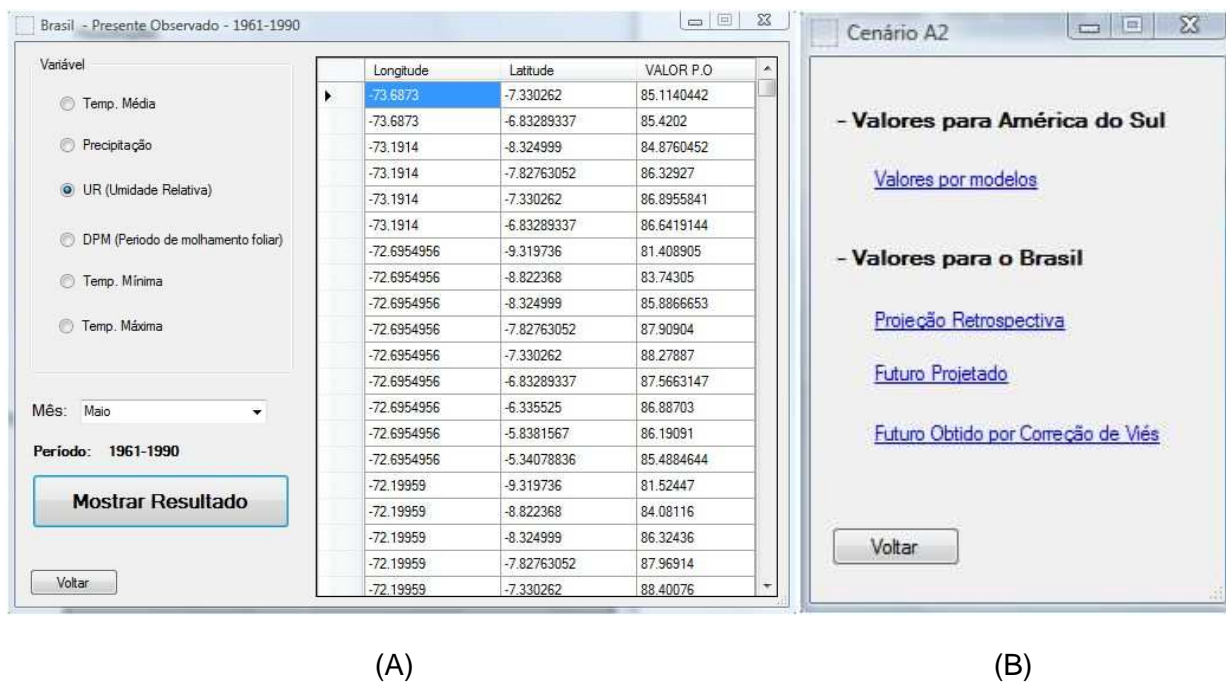 Brasil - Presente Observado - 1961-1990
Variável
Temp. Média
Precipitação
UR (Umidade Relativa)
DPM (Periodo de molhamento foliar)
Temp. Mínima
Temp. Máxima
Mês: Maio
Período: 1961-1990
Mostrar Resultado
Voltar
Longitude Latitude VALOR P.O
-73.6873 -7.330262 85.1140442
-73.6873 -6.83289337 85.4202
-73.1914 -8.324999 84.8760452
-73.1914 -7.82763052 86.32927
-73.1914 -7.330262 86.8955841
-73.1914 -6.83289337 86.6419144
-72.6954956 -9.319736 81.408905
-72.6954956 -8.822368 83.74305
-72.6954956 -8.324999 85.8866653
-72.6954956 -7.82763052 87.90904
-72.6954956 -7.330262 88.27887
-72.6954956 -6.83289337 87.5663147
-72.6954956 -6.335525 86.88703
-72.6954956 -5.8381567 86.19091
-72.6954956 -5.34078836 85.4884644
-72.19959 -9.319736 81.52447
-72.19959 -8.822368 84.08116
-72.19959 -8.324999 86.32436
-72.19959 -7.82763052 87.96914
-72.19959 -7.330262 88.40076
Cenário A2
- Valores para América do Sul
Valores por modelos
- Valores para o Brasil
Projeção Retrospectiva
Futuro Projetado
Futuro Obtido por Correção de Viés
Voltar
(A)
(B)